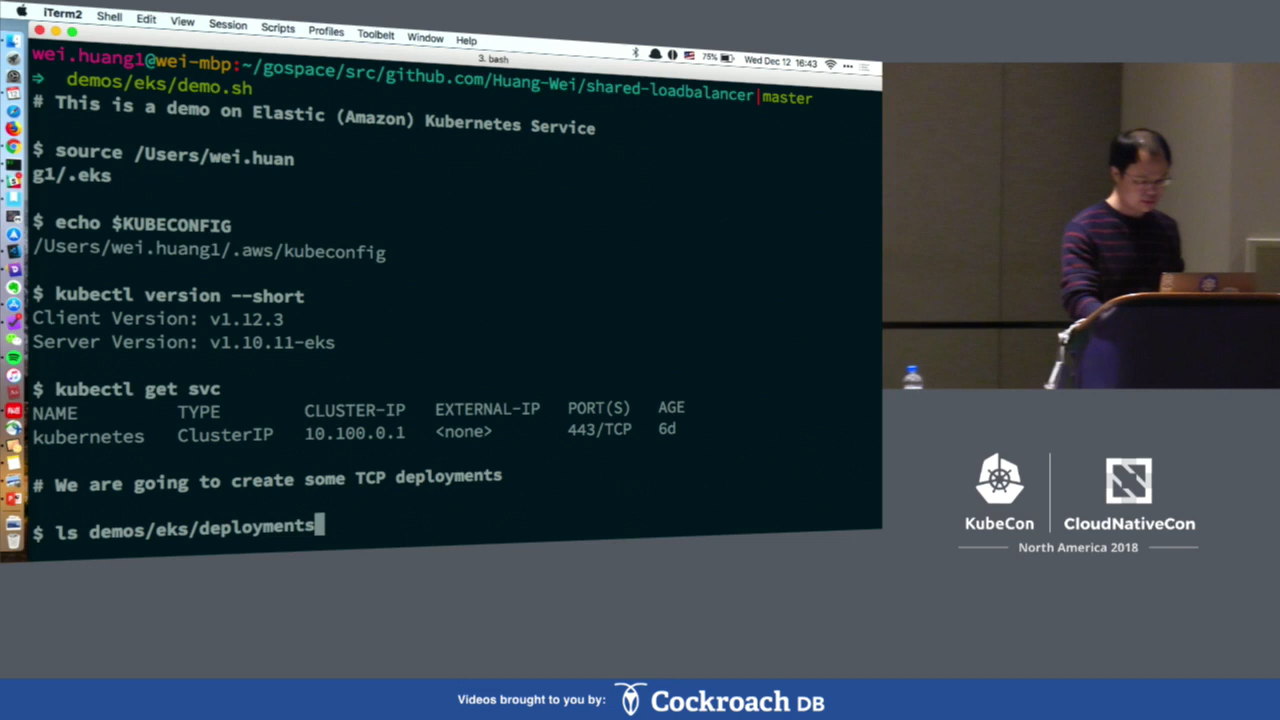 iTerm2 Shell Edit View Session Scripts Profiles Toolbelt Window Help
75% Wed Dec 12 16:43
3. bash
wei.huang1@wei-mbp:~/gospace/src/github.com/Huang-Wei/shared-loadbalancer|master
⇒ demos/eks/demo.sh
# This is a demo on Elastic (Amazon) Kubernetes Service
$ source /Users/wei.huan
g1/.eks
$ echo $KUBECONFIG
/Users/wei.huang1/.aws/kubeconfig
$ kubectl version --short
Client Version: v1.12.3
Server Version: v1.10.11-eks
$ kubectl get svc
NAME TYPE CLUSTER-IP EXTERNAL-IP PORT(S) AGE
kubernetes ClusterIP 10.100.0.1 <none> 443/TCP 6d
# We are going to create some TCP deployments
$ ls demos/eks/deployments
KubeCon CloudNativeCon
North America 2018
Videos brought to you by: Cockroach DB